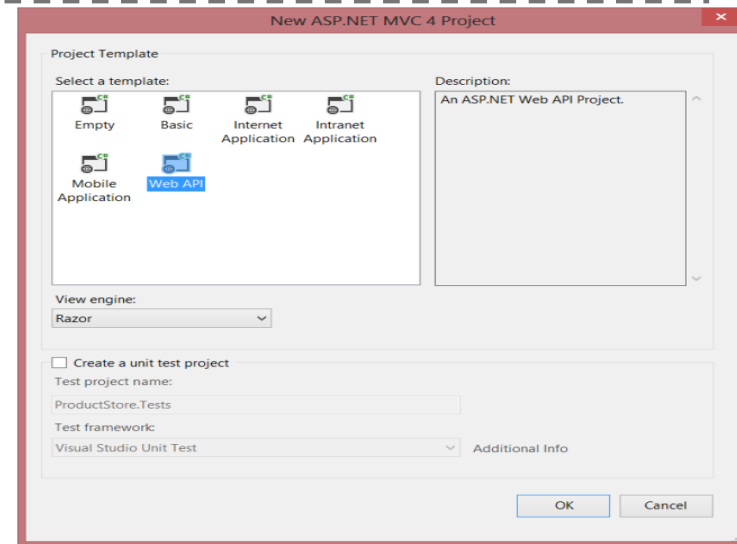 New ASP.NET MVC 4 Project
Project Template
Select a template:
Description:
An ASP.NET Web API Project.
Empty
Basic
Internet Application
Intranet Application
Mobile Application
Web API
View engine:
Razor
Create a unit test project
Test project name:
ProductStore.Tests
Test framework:
Visual Studio Unit Test
Additional Info
OK
Cancel